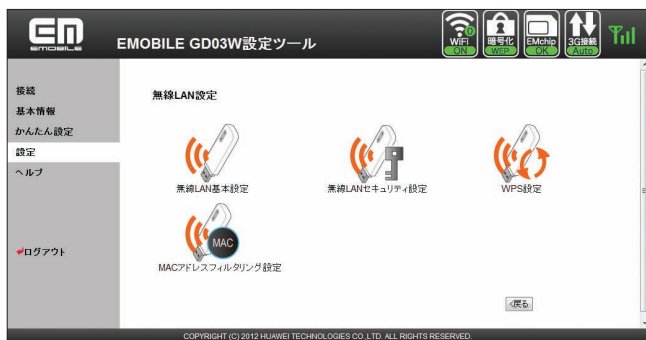 EM
EMOBILE
EMOBILE GD03W設定ツール
WiFi
ON
暗号化
WEP
EMchip
OK
3G接続
Auto
接続
基本情報
かんたん設定
設定
ヘルプ
ログアウト
無線LAN設定
無線LAN基本設定
無線LANセキュリティ設定
WPS設定
MAC
MACアドレスフィルタリング設定
<戻る
COPYRIGHT (C) 2012 HUAWEI TECHNOLOGIES CO.,LTD. ALL RIGHTS RESERVED.